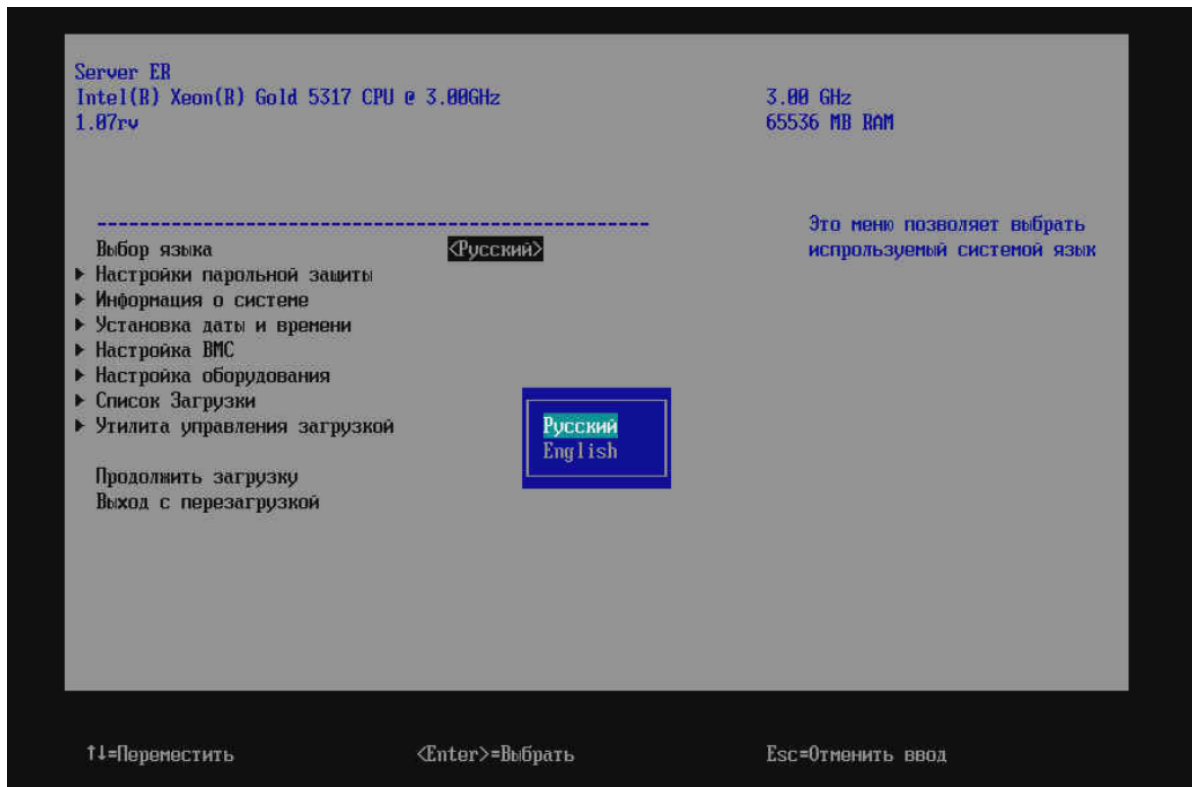 Server ER
Intel(R) Xeon(R) Gold 5317 CPU @ 3.00GHz 3.00 GHz
1.07rv 65536 MB RAM
------------------------------------------------ Это меню позволяет выбрать
Выбор языка <Русский> испрользуемый системой язык
▶ Настройки парольной защиты
▶ Информация о системе
▶ Установка даты и времени
▶ Настройка BMC
▶ Настройка оборудования
▶ Список Загрузки
▶ Утилита управления загрузкой
Русский
English
Продолжить загрузку
Выход с перезагрузкой
↑↓=Переместить <Enter>=Выбрать Esc=Отменить ввод